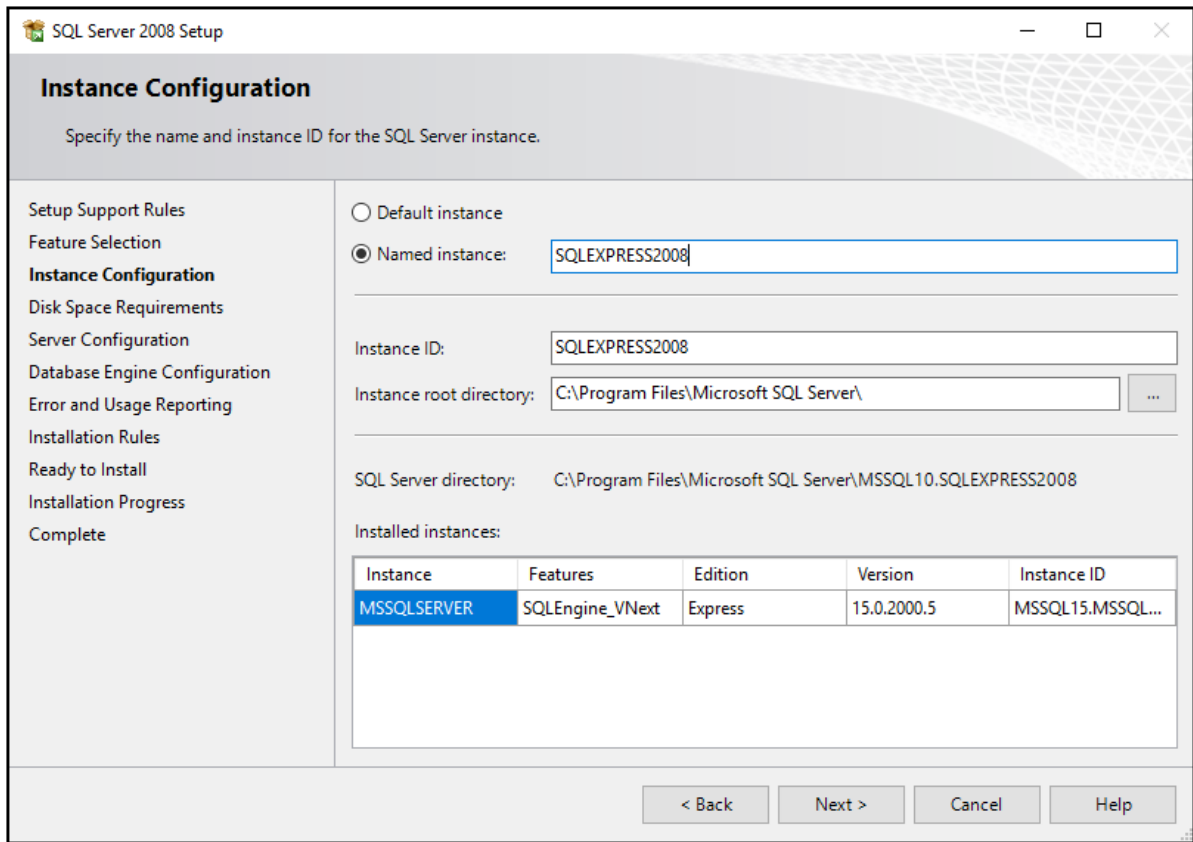 SQL Server 2008 Setup
Instance Configuration
Specify the name and instance ID for the SQL Server instance.
Setup Support Rules
Feature Selection
Instance Configuration
Disk Space Requirements
Server Configuration
Database Engine Configuration
Error and Usage Reporting
Installation Rules
Ready to Install
Installation Progress
Complete
Default instance
Named instance: SQLEXPRESS2008
Instance ID: SQLEXPRESS2008
Instance root directory: C:\Program Files\Microsoft SQL Server\ ...
SQL Server directory: C:\Program Files\Microsoft SQL Server\MSSQL10.SQLEXPRESS2008
Installed instances:
Instance Features Edition Version Instance ID
MSSQLSERVER SQLEngine_VNext Express 15.0.2000.5 MSSQL15.MSSQL...
< Back Next > Cancel Help